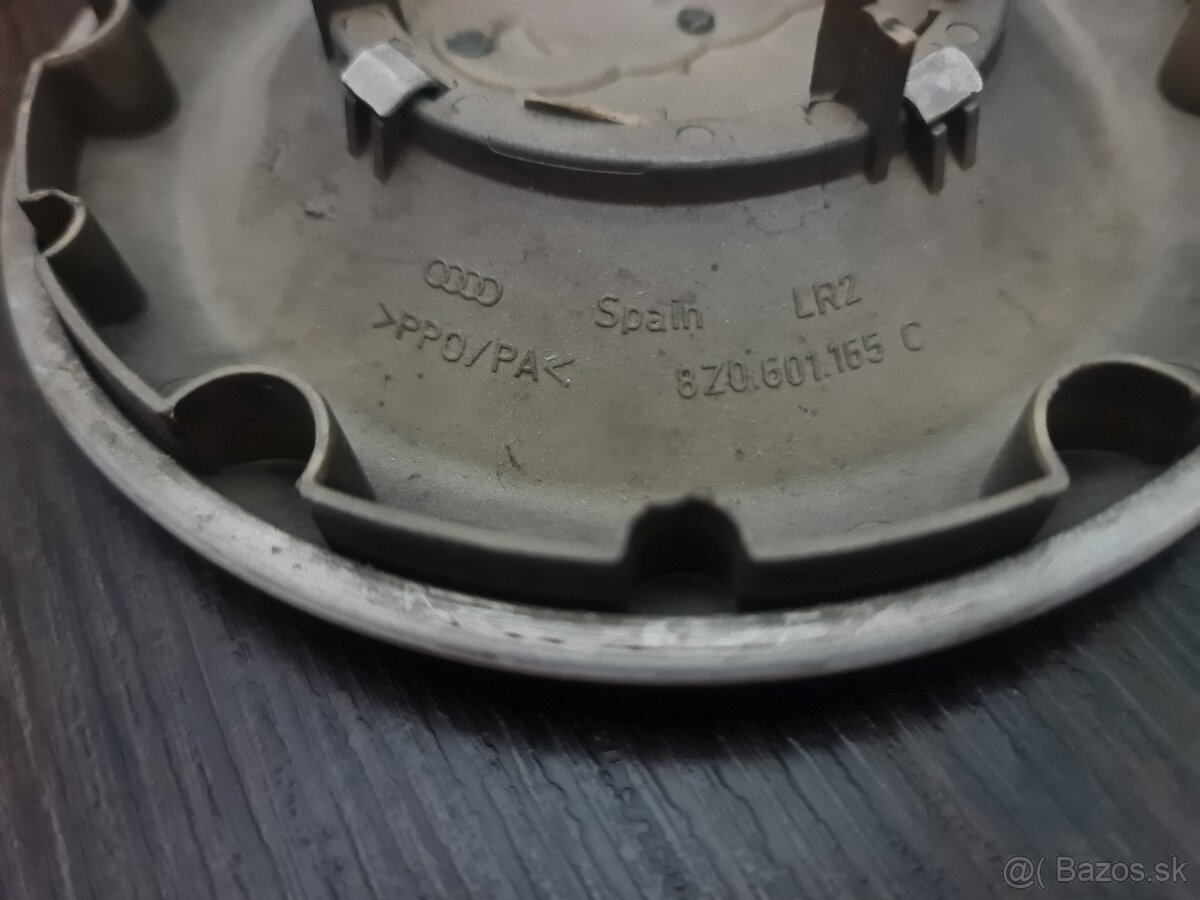 Spain LR2
>PPO/PA< 8Z0.601.165 C
@( Bazos.sk